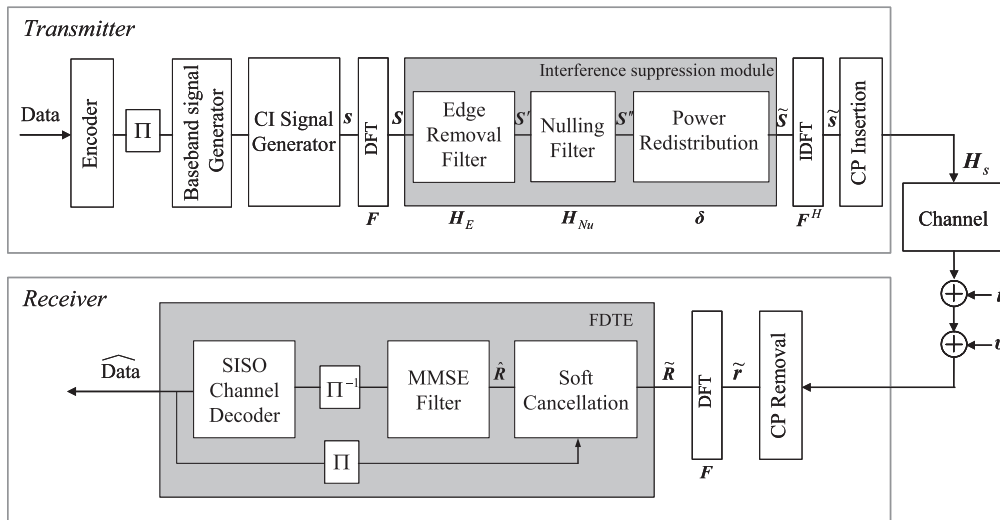 Transmitter
Interference suppression module
Data
Encoder
Π
Baseband signal
Generator
CI Signal
Generator
s
DFT
S
Edge
Removal
Filter
S'
Nulling
Filter
S''
Power
Redistribution
S̃
IDFT
s̃
CP Insertion
F
H_E
H_Nu
δ
F^H
H_s
Channel
Receiver
FDTE
D̂ata
SISO
Channel
Decoder
Π⁻¹
MMSE
Filter
R̂
Soft
Cancellation
R̃
DFT
r̃
CP Removal
Π
F